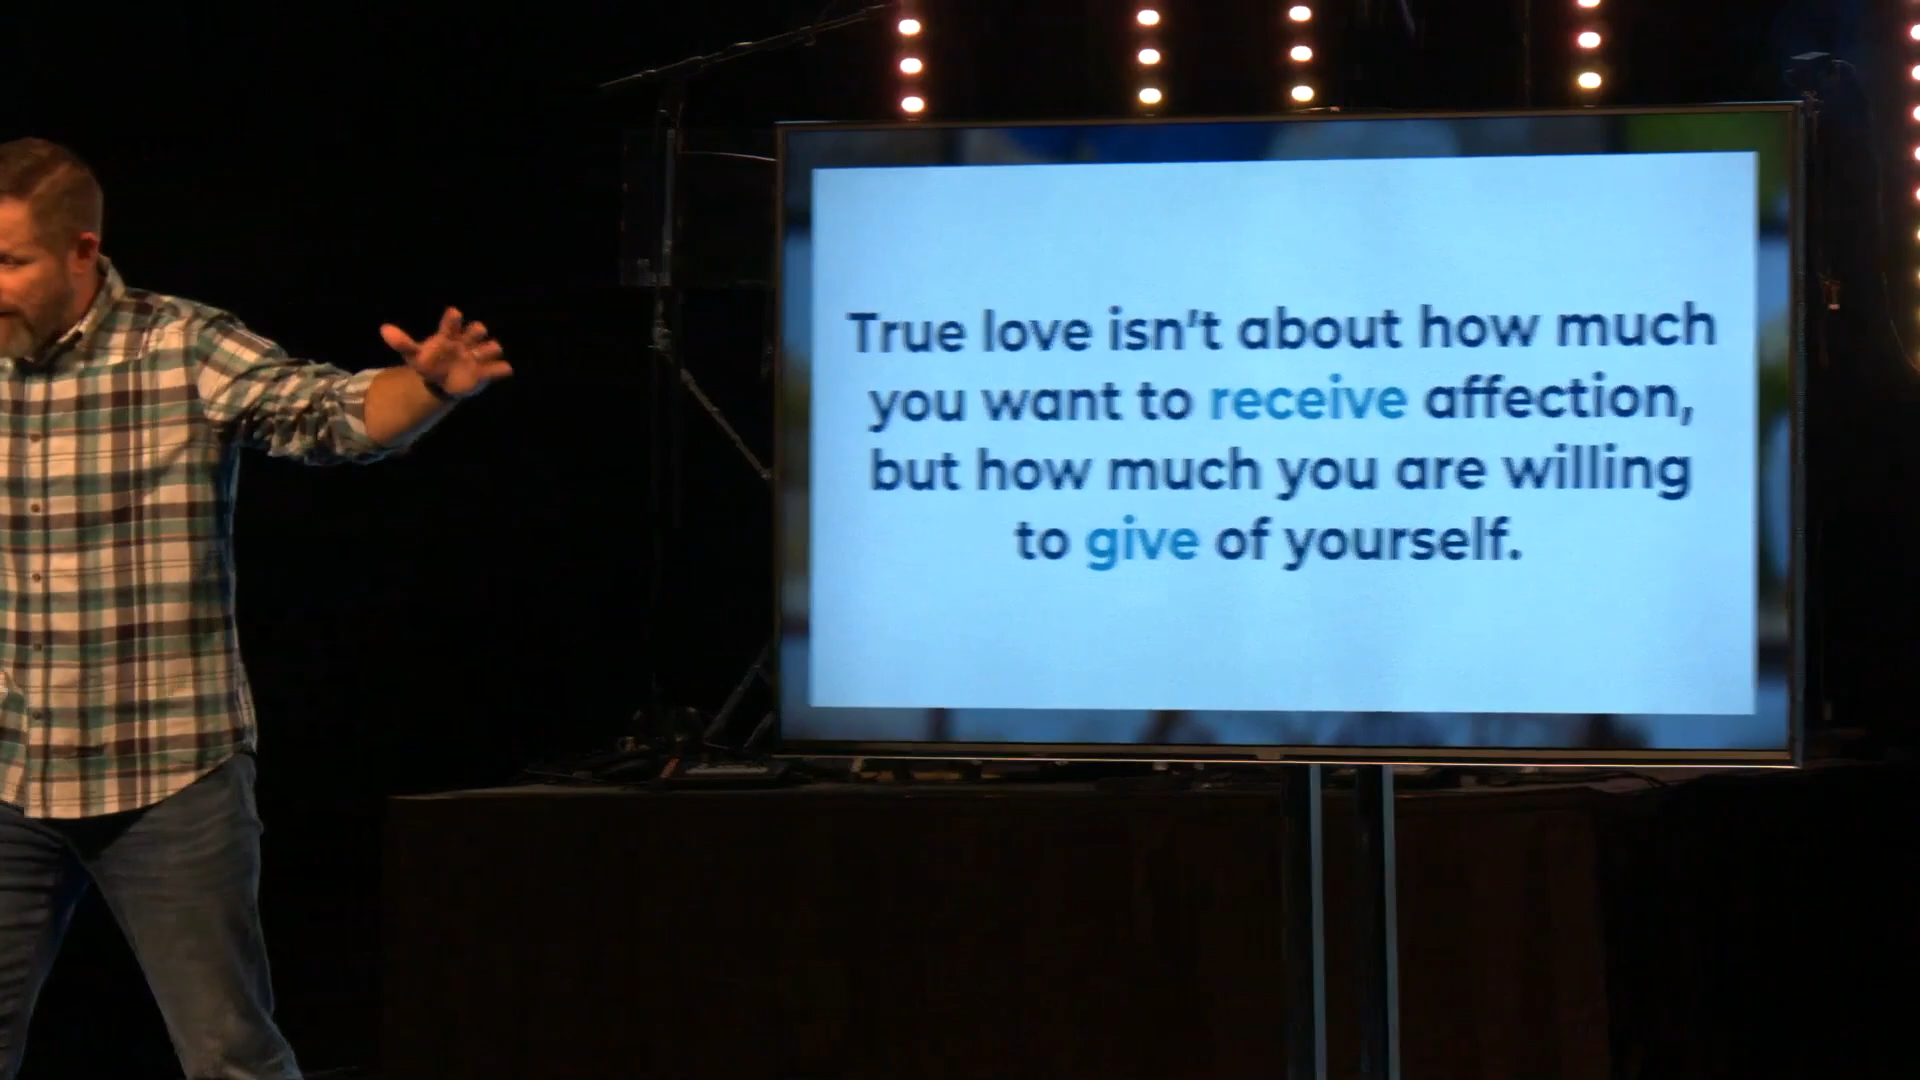 True love isn't about how much
you want to receive affection,
but how much you are willing
to give of yourself.